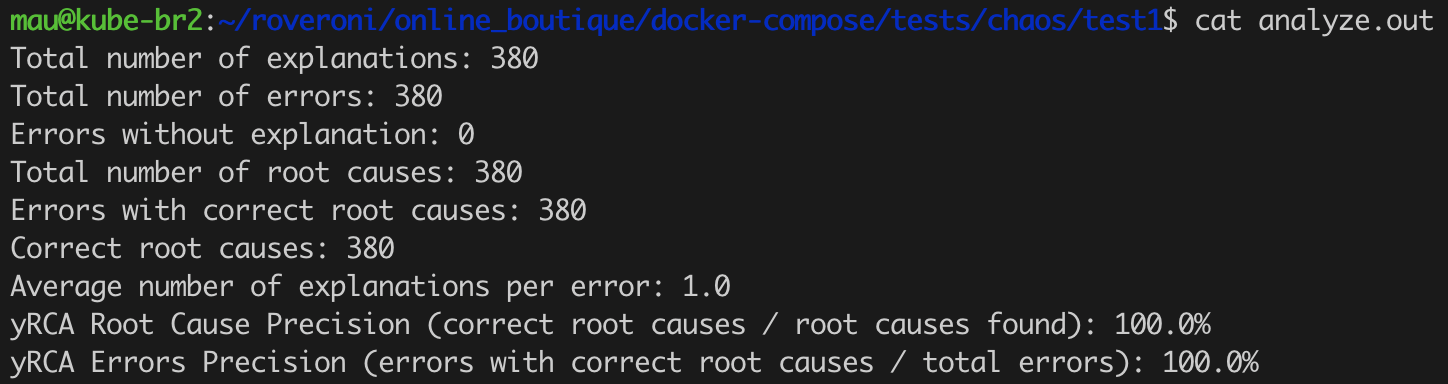 mau@kube-br2:~/roveroni/online_boutique/docker-compose/tests/chaos/test1$ cat analyze.out
Total number of explanations: 380
Total number of errors: 380
Errors without explanation: 0
Total number of root causes: 380
Errors with correct root causes: 380
Correct root causes: 380
Average number of explanations per error: 1.0
yRCA Root Cause Precision (correct root causes / root causes found): 100.0%
yRCA Errors Precision (errors with correct root causes / total errors): 100.0%